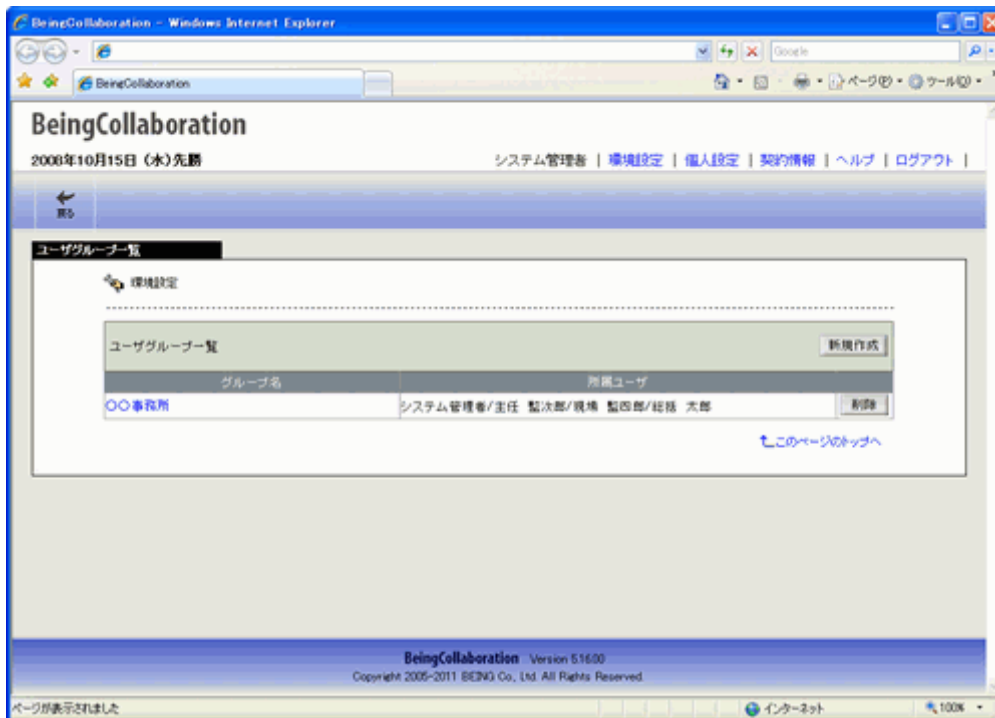 BeingCollaboration - Windows Internet Explorer
Google
BeingCollaboration
ページ(P) ツール(O)
BeingCollaboration
2008年10月15日 (水)先勝
システム管理者 | 環境設定 | 個人設定 | 契約情報 | ヘルプ | ログアウト |
戻る
ユーザグループ一覧
環境設定
ユーザグループ一覧
新規作成
グループ名 所属ユーザ
〇〇事務所 システム管理者/主任 監次郎/現場 監四郎/総括 太郎 削除
このページのトップへ
BeingCollaboration Version 5.16.00
Copyright 2005-2011 BEING Co., Ltd. All Rights Reserved.
ページが表示されました インターネット 100%